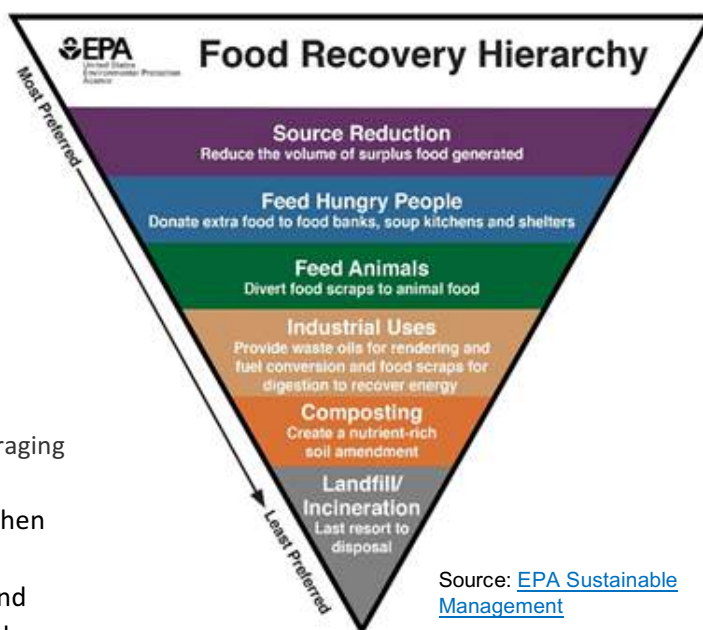 EPA
United States
Environmental Protection
Agency
Food Recovery Hierarchy
Most Preferred
Source Reduction
Reduce the volume of surplus food generated
Feed Hungry People
Donate extra food to food banks, soup kitchens and shelters
Feed Animals
Divert food scraps to animal food
Industrial Uses
Provide waste oils for rendering and
fuel conversion and food scraps for
digestion to recover energy
Composting
Create a nutrient-rich
soil amendment
Landfill/
Incineration
Last resort to
disposal
Least Preferred
raging
hen
nd
Source: EPA Sustainable
Management